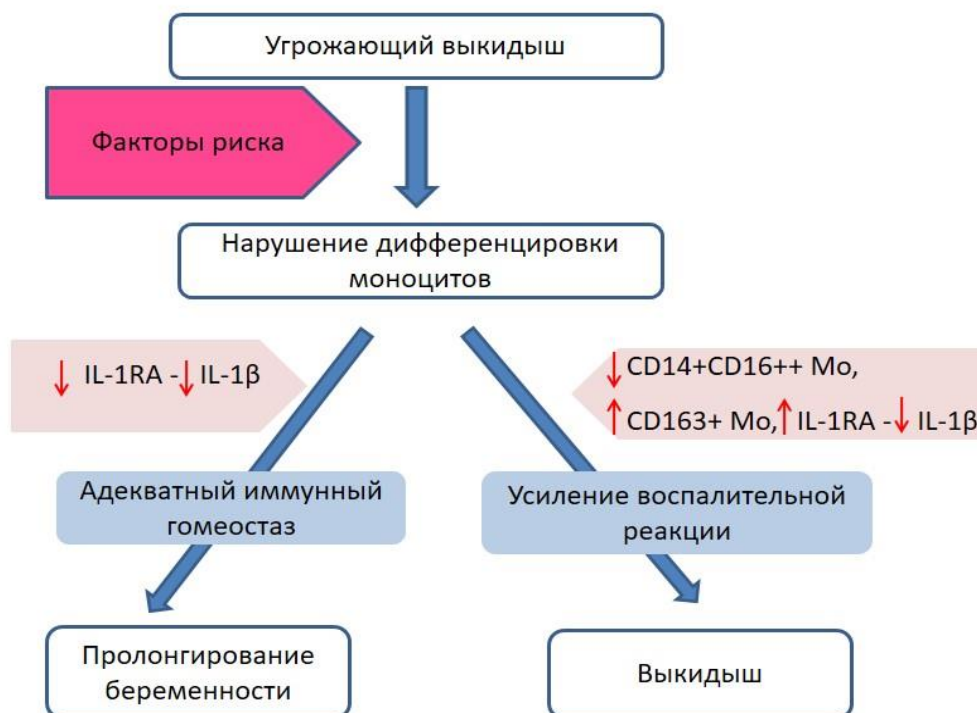 Угрожающий выкидыш
Факторы риска
Нарушение дифференцировки
моноцитов
↓ IL-1RA -↓ IL-1β
↓ CD14+CD16++ Mo,
↑ CD163+ Mo,↑ IL-1RA -↓ IL-1β
Адекватный иммунный
гомеостаз
Усиление воспалительной
реакции
Пролонгирование
беременности
Выкидыш